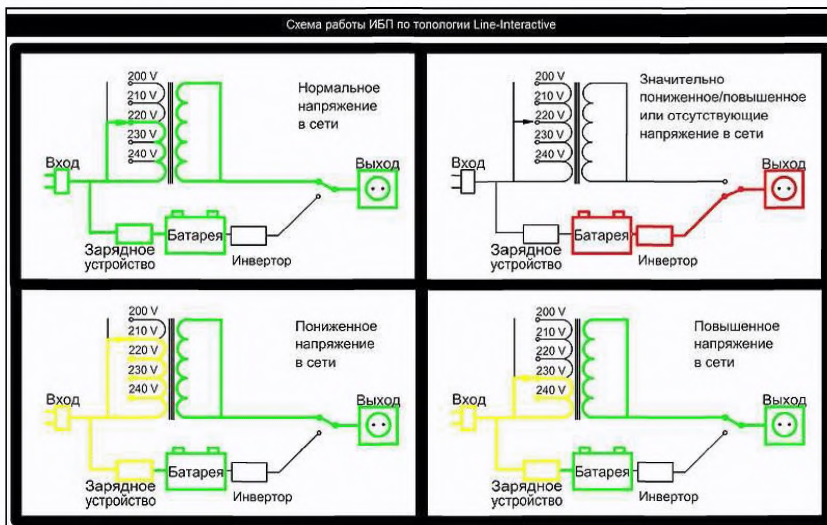 Схема работы ИБП по топологии Line-Interactive
200 V
210 V
220 V
230 V
240 V
Нормальное
напряжение
в сети
Вход
Выход
Батарея
Зарядное
устройство
Инвертор
200 V
210 V
220 V
230 V
240 V
Значительно
пониженное/повышенное
или отсутствующие
напряжение в сети
Вход
Выход
Батарея
Зарядное
устройство
Инвертор
200 V
210 V
220 V
230 V
240 V
Пониженное
напряжение
в сети
Вход
Выход
Батарея
Зарядное
устройство
Инвертор
200 V
210 V
220 V
230 V
240 V
Повышенное
напряжение
в сети
Вход
Выход
Батарея
Зарядное
устройство
Инвертор